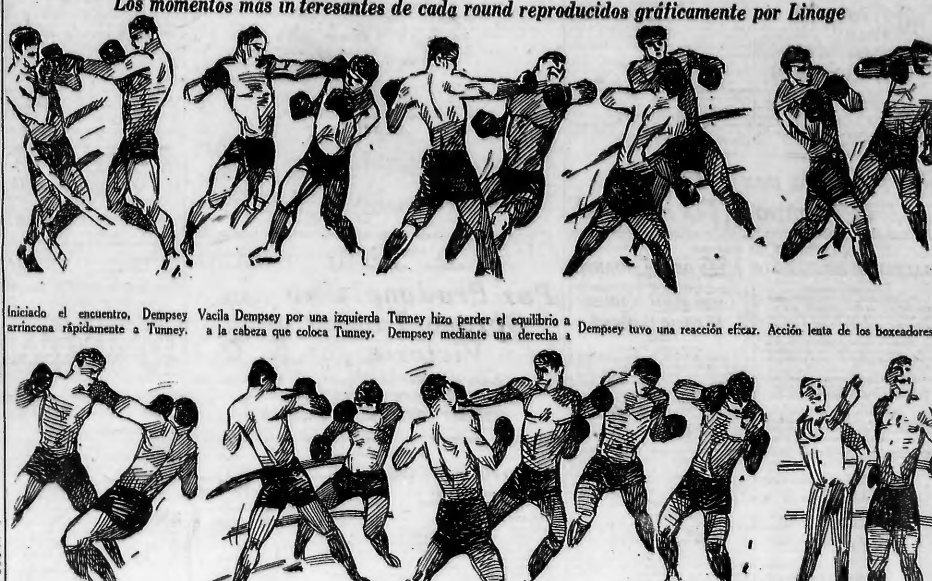 Los momentos más in teresantes de cada round reproducidos gráficamente por Linage
Iniciado el encuentro, Dempsey
arrincona rápidamente a Tunney.
Vacila Dempsey por una izquierda
a la cabeza que coloca Tunney.
Tunney hizo perder el equilibrio a
Dempsey mediante una derecha a
Dempsey tuvo una reacción eficaz.
Acción lenta de los boxeadores